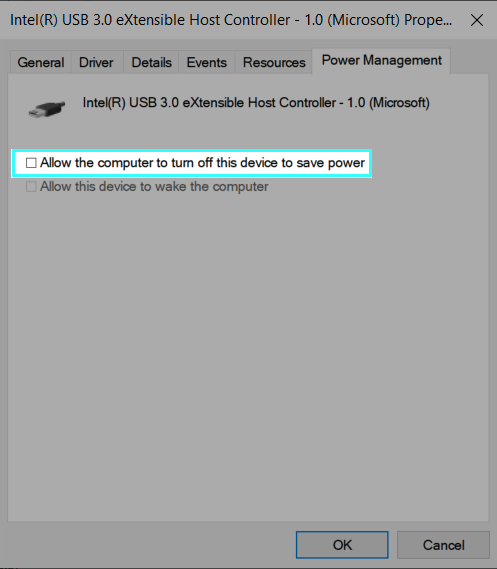 Intel(R) USB 3.0 eXtensible Host Controller - 1.0 (Microsoft) Prope...
General Driver Details Events Resources Power Management
Intel(R) USB 3.0 eXtensible Host Controller - 1.0 (Microsoft)
Allow the computer to turn off this device to save power
Allow this device to wake the computer
OK Cancel